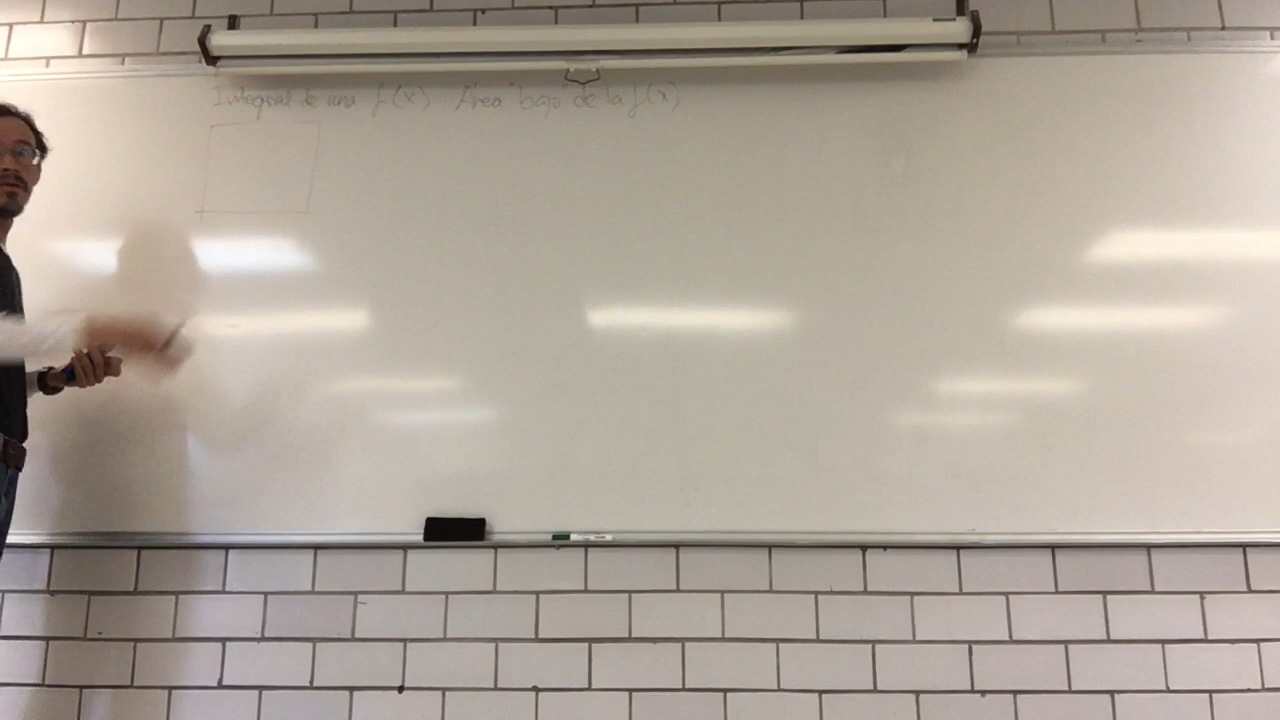 Integral de una f(x). Área "bajo" de la f(x)